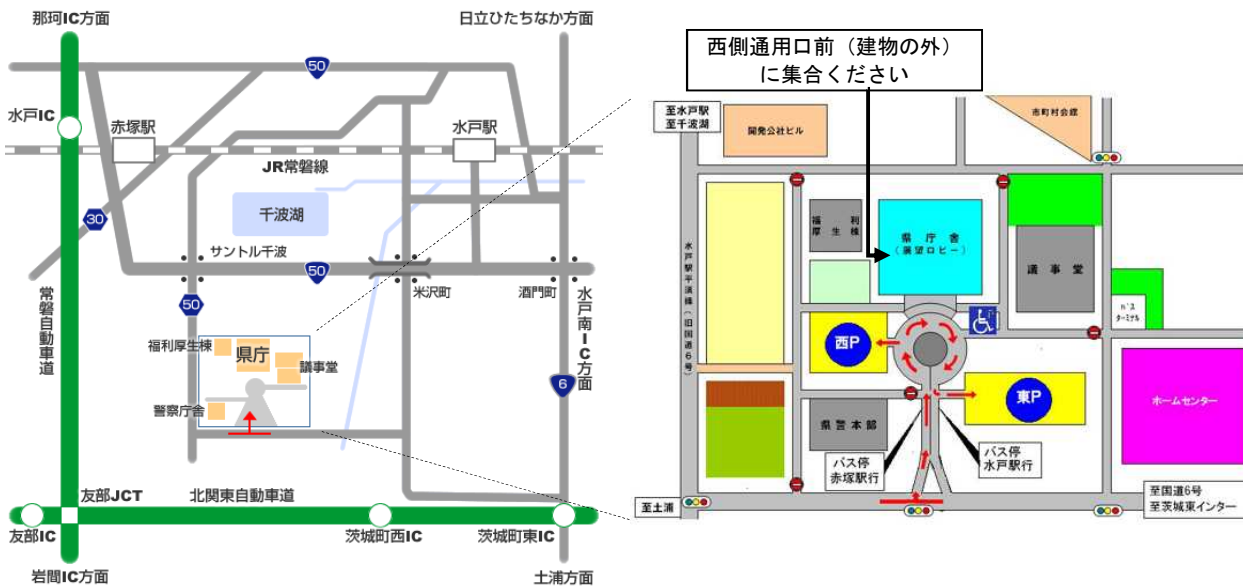 那珂IC方面
日立ひたちなか方面
50
水戸IC
赤塚駅
水戸駅
JR常磐線
30
千波湖
サントル千波
50
米沢町
酒門町
常磐自動車道
50
水戸南IC方面
福利厚生棟
県庁
議事堂
6
警察庁舎
友部JCT
北関東自動車道
友部IC
茨城町西IC
茨城町東IC
岩間IC方面
土浦方面
西側通用口前（建物の外）
に集合ください
至水戸駅
至千波湖
開発公社ビル
市町村会館
福利
厚生棟
県庁舎
(展望ロビー)
議事堂
水戸駅平須線(旧国道6号)
バス
ターミナル
西P
東P
ホームセンター
県警本部
バス停
赤塚駅行
バス停
水戸駅行
至土浦
至国道6号
至茨城東インター